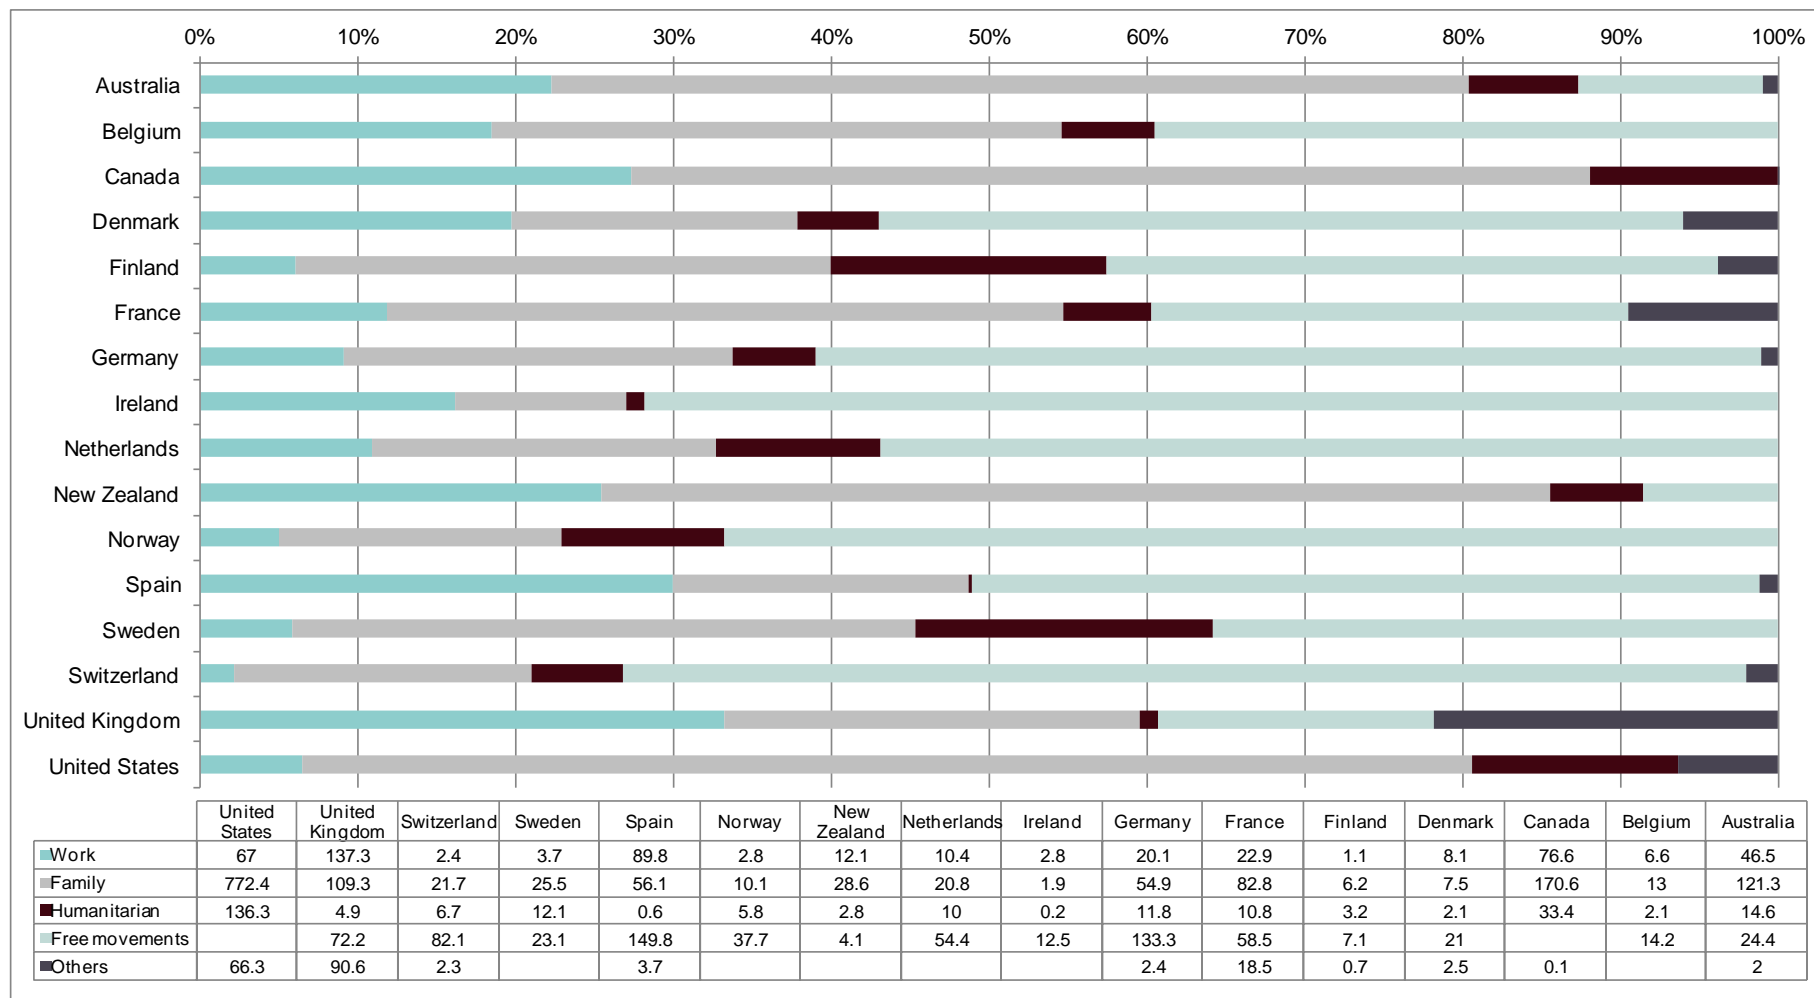 0% 10% 20% 30% 40% 50% 60% 70% 80% 90% 100%
Australia
Belgium
Canada
Denmark
Finland
France
Germany
Ireland
Netherlands
New Zealand
Norway
Spain
Sweden
Switzerland
United Kingdom
United States
United States United Kingdom Switzerland Sweden Spain Norway New Zealand Netherlands Ireland Germany France Finland Denmark Canada Belgium Australia
Work 67 137.3 2.4 3.7 89.8 2.8 12.1 10.4 2.8 20.1 22.9 1.1 8.1 76.6 6.6 46.5
Family 772.4 109.3 21.7 25.5 56.1 10.1 28.6 20.8 1.9 54.9 82.8 6.2 7.5 170.6 13 121.3
Humanitarian 136.3 4.9 6.7 12.1 0.6 5.8 2.8 10 0.2 11.8 10.8 3.2 2.1 33.4 2.1 14.6
Free movements 72.2 82.1 23.1 149.8 37.7 4.1 54.4 12.5 133.3 58.5 7.1 21 14.2 24.4
Others 66.3 90.6 2.3 3.7 2.4 18.5 0.7 2.5 0.1 2